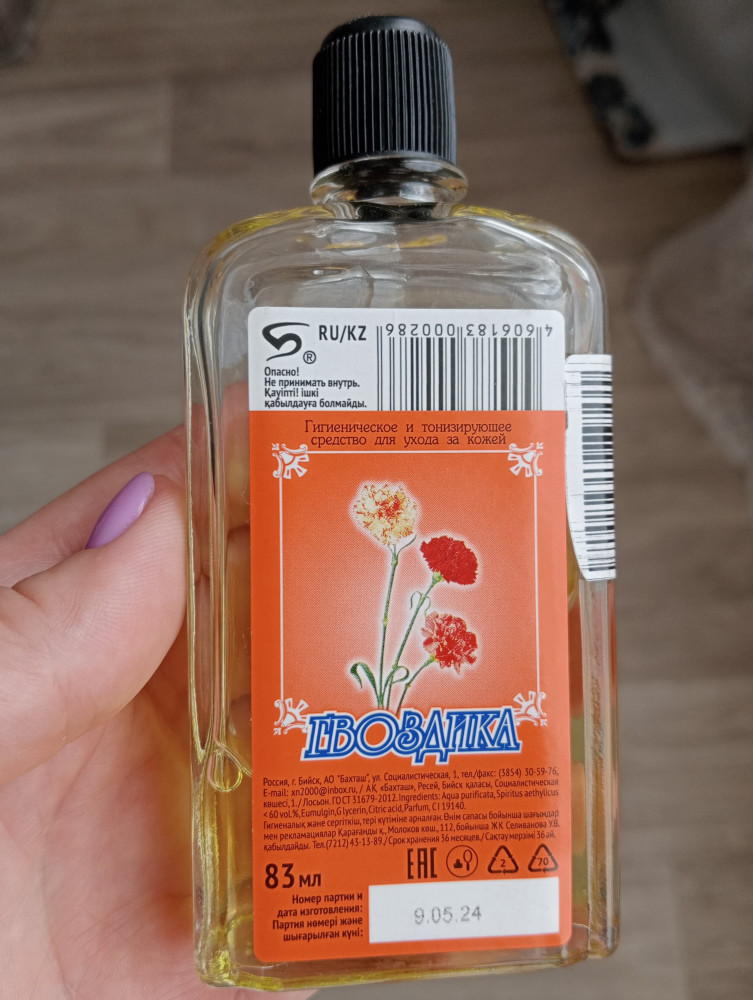 RU/KZ
®
4 606183 000286
Опасно!
Не принимать внутрь.
Қауіпті! ішкі
қабылдауға болмайды.
Гигиеническое и тонизирующее
средство для ухода за кожей
ГВОЗДИКА
Россия, г. Бийск, АО "Бахташ", ул. Социалистическая, 1, тел./факс: (3854) 30-59-76,
E-mail: xn2000@inbox.ru, / АҚ «Бахташ», Ресей, Бийск қаласы, Социалистическая
көшесі,1./ Лосьон. ГОСТ 31679-2012. Ingredients: Aqua purificata, Spiritus aethylicus
< 60 vol.%, Eumulgin, Glycerin, Citric acid, Parfum, CI 19140.
Гигиеналық және сергіткіш, тері күтіміне арналған. Өнім сапасы бойынша шағымдар
мен рекламациялар Қарағанды қ., Молоков көш., 112, бойынша ЖК Селиванова У.В.
қабылдайды. Тел.(7212) 43-13-89./ Срок хранения 36 месяцев./ Сақтау мерзімі 36 ай.
83 мл
EAC
2
70
Номер партии и
дата изготовления:
Партия нөмері және
шығарылған күні:
9.05.24